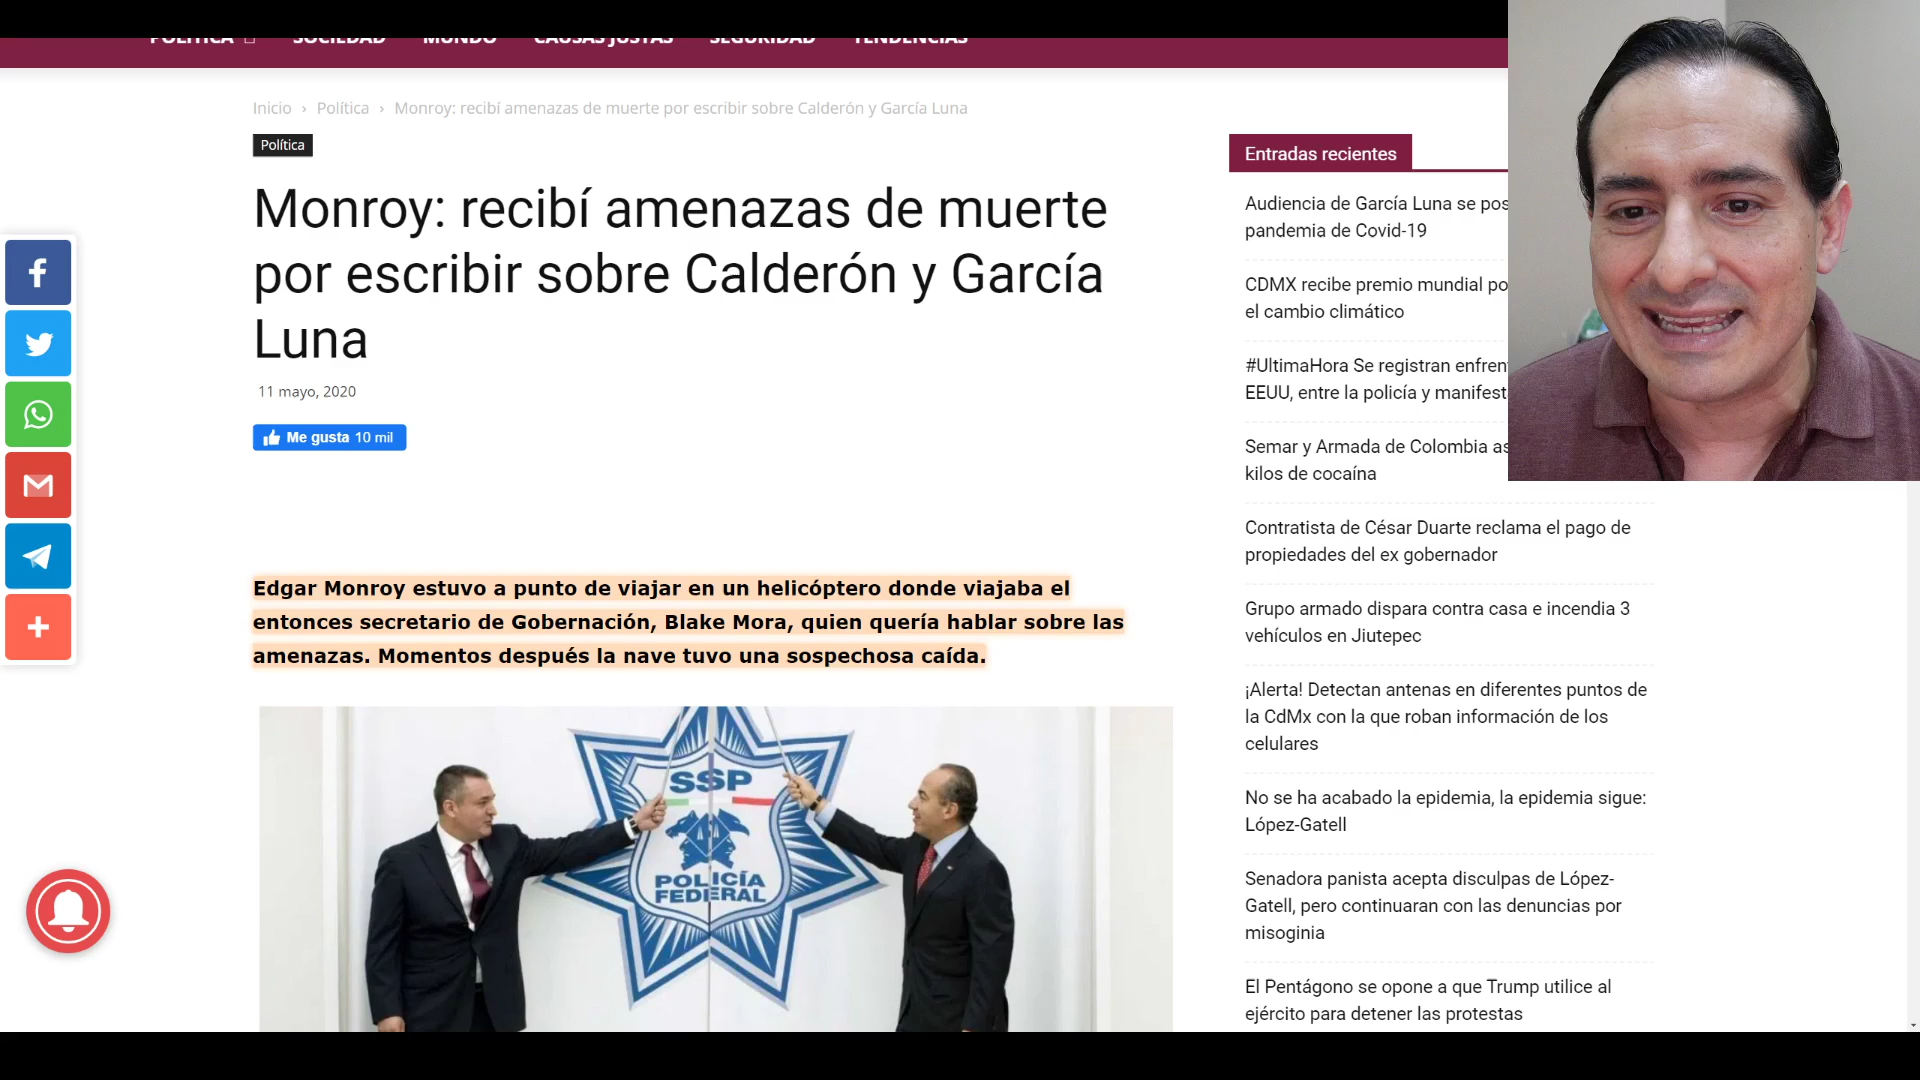 POLÍTICA
SOCIEDAD
MUNDO
CAUSAS JUSTAS
SEGURIDAD
TENDENCIAS
Inicio › Política › Monroy: recibí amenazas de muerte por escribir sobre Calderón y García Luna
Política
Monroy: recibí amenazas de muerte
por escribir sobre Calderón y García
Luna
11 mayo, 2020
Me gusta 10 mil
Edgar Monroy estuvo a punto de viajar en un helicóptero donde viajaba el
entonces secretario de Gobernación, Blake Mora, quien quería hablar sobre las
amenazas. Momentos después la nave tuvo una sospechosa caída.
SSP
POLICÍA
FEDERAL
Entradas recientes
Audiencia de García Luna se pos
pandemia de Covid-19
CDMX recibe premio mundial po
el cambio climático
#UltimaHora Se registran enfren
EEUU, entre la policía y manifest
Semar y Armada de Colombia as
kilos de cocaína
Contratista de César Duarte reclama el pago de
propiedades del ex gobernador
Grupo armado dispara contra casa e incendia 3
vehículos en Jiutepec
¡Alerta! Detectan antenas en diferentes puntos de
la CdMx con la que roban información de los
celulares
No se ha acabado la epidemia, la epidemia sigue:
López-Gatell
Senadora panista acepta disculpas de López-
Gatell, pero continuaran con las denuncias por
misoginia
El Pentágono se opone a que Trump utilice al
ejército para detener las protestas